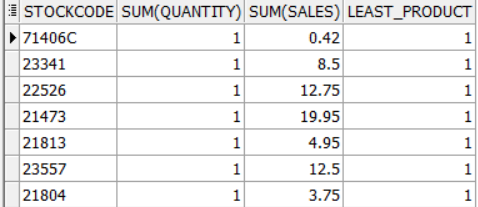 STOCKCODE SUM(QUANTITY) SUM(SALES) LEAST_PRODUCT
71406C 1 0.42 1
23341 1 8.5 1
22526 1 12.75 1
21473 1 19.95 1
21813 1 4.95 1
23557 1 12.5 1
21804 1 3.75 1